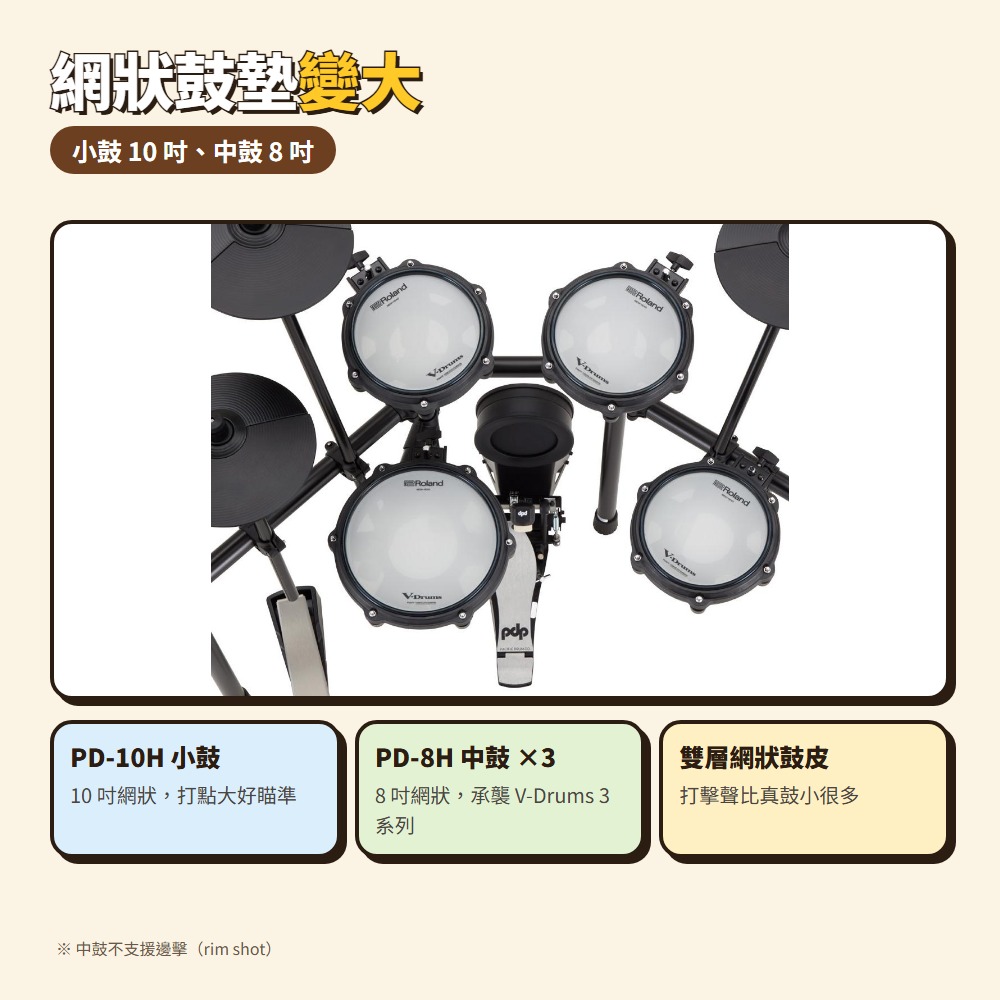 網狀鼓墊變大
小鼓 10 吋、中鼓 8 吋
Roland
V-Drums
Roland
V-Drums
Roland
V-Drums
dpd
Roland
V-Drums
pdp
PD-10H 小鼓
10 吋網狀，打點大好瞄準
PD-8H 中鼓 ×3
8 吋網狀，承襲 V-Drums 3
系列
雙層網狀鼓皮
打擊聲比真鼓小很多
※ 中鼓不支援邊擊（rim shot）